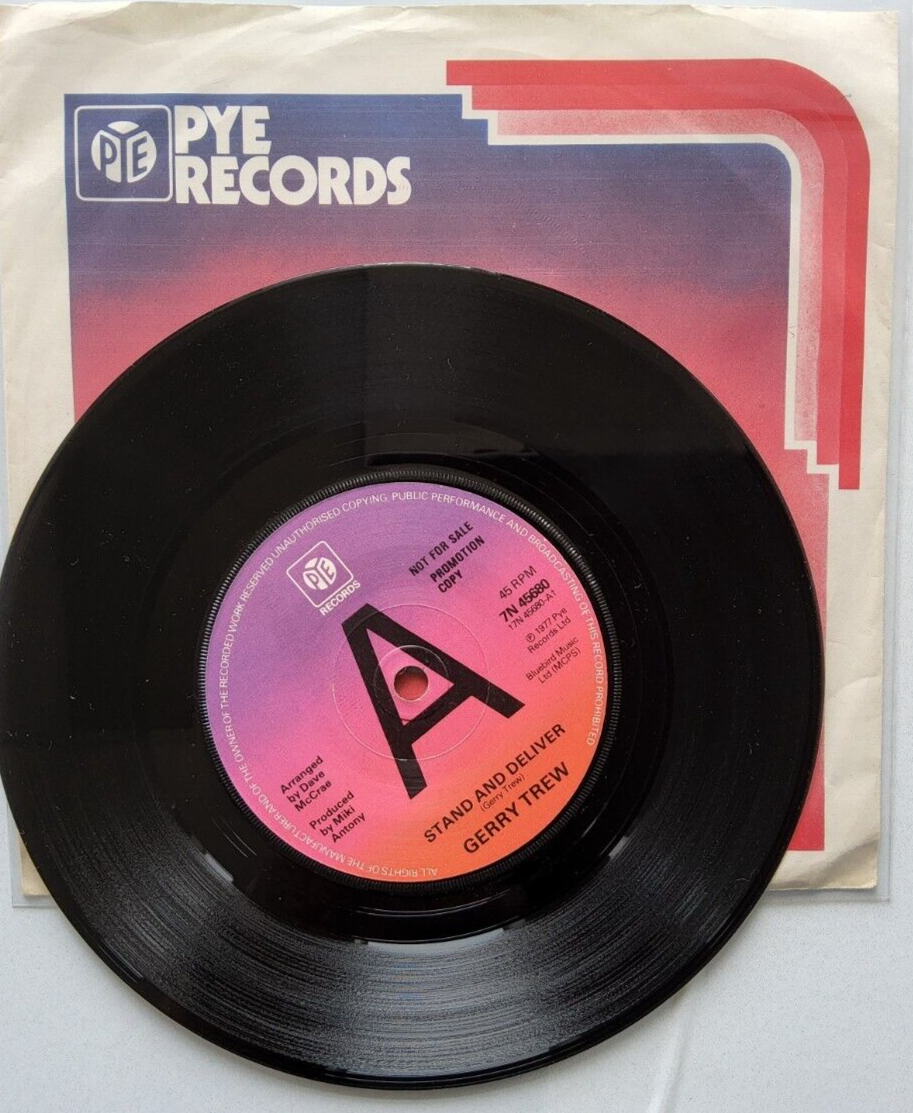 PYE
PYE
RECORDS
ALL RIGHTS OF THE MANUFACTURER AND OF THE OWNER OF THE RECORDED WORK RESERVED UNAUTHORISED COPYING, PUBLIC PERFORMANCE AND BROADCASTING OF THIS RECORD PROHIBITED
PYE
RECORDS
NOT FOR SALE
PROMOTION
COPY
45 RPM
7N 45680
17N 45680-A1
℗ 1977 Pye
Records Ltd
Bluebird Music
Ltd (MCPS)
A
Arranged
by Dave
McCrae
Produced
by Miki
Antony
STAND AND DELIVER
(Gerry Trew)
GERRY TREW